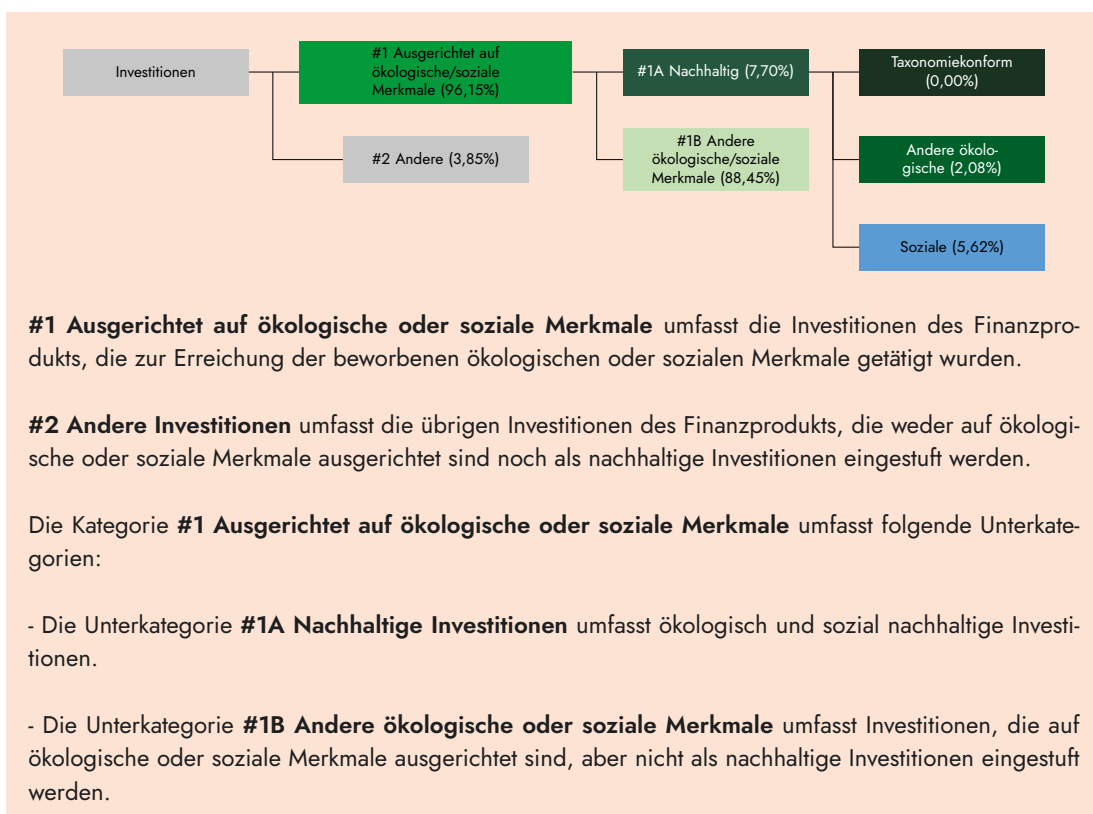 Investitionen
#1 Ausgerichtet auf
ökologische/soziale
Merkmale (96,15%)
#1A Nachhaltig (7,70%)
Taxonomiekonform
(0,00%)
#2 Andere (3,85%)
#1B Andere
ökologische/soziale
Merkmale (88,45%)
Andere ökolo-
gische (2,08%)
Soziale (5,62%)
#1 Ausgerichtet auf ökologische oder soziale Merkmale umfasst die Investitionen des Finanzpro-
dukts, die zur Erreichung der beworbenen ökologischen oder sozialen Merkmale getätigt wurden.
#2 Andere Investitionen umfasst die übrigen Investitionen des Finanzprodukts, die weder auf ökologi-
sche oder soziale Merkmale ausgerichtet sind noch als nachhaltige Investitionen eingestuft werden.
Die Kategorie #1 Ausgerichtet auf ökologische oder soziale Merkmale umfasst folgende Unterkate-
gorien:
- Die Unterkategorie #1A Nachhaltige Investitionen umfasst ökologisch und sozial nachhaltige Investi-
tionen.
- Die Unterkategorie #1B Andere ökologische oder soziale Merkmale umfasst Investitionen, die auf
ökologische oder soziale Merkmale ausgerichtet sind, aber nicht als nachhaltige Investitionen eingestuft
werden.